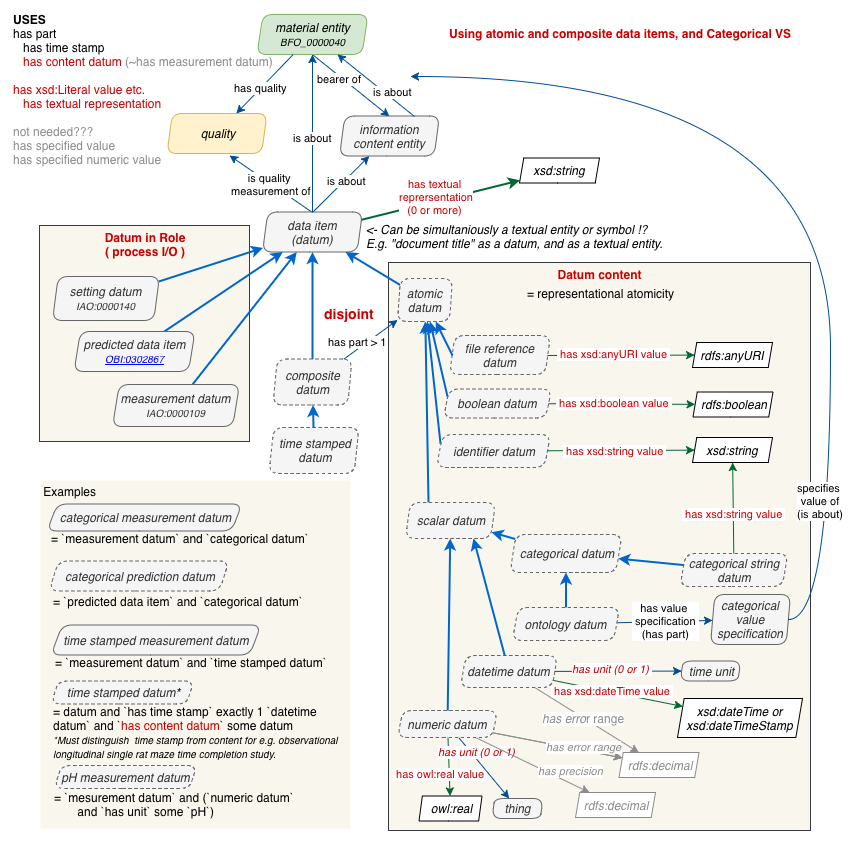 USES
has part
has time stamp
has content datum (~has measurement datum)
has xsd:Literal value etc.
has textual representation
not needed???
has specified value
has specified numeric value
material entity
BFO_0000040
Using atomic and composite data items, and Categorical VS
has quality
bearer of
is about
quality
is about
information
content entity
is quality
measurement of
is about
has textual
reprersentation
(0 or more)
xsd:string
data item
(datum)
<- Can be simultaniously a textual entity or symbol !?
E.g. "document title" as a datum, and as a textual entity.
Datum in Role
( process I/O )
setting datum
IAO:0000140
predicted data item
OBI:0302867
measurement datum
IAO:0000109
disjoint
has part > 1
composite
datum
time stamped
datum
Datum content
= representational atomicity
atomic
datum
file reference
datum
has xsd:anyURI value
rdfs:anyURI
boolean datum
has xsd:boolean value
rdfs:boolean
identifier datum
has xsd:string value
xsd:string
specifies
value of
(is about)
has xsd:string value
scalar datum
categorical datum
categorical string
datum
ontology datum
has value
specification
(has part)
categorical
value
specification
datetime datum
has unit (0 or 1)
time unit
has xsd:dateTime value
xsd:dateTime or
xsd:dateTimeStamp
numeric datum
has error range
has unit (0 or 1)
has error range
has owl:real value
has precision
rdfs:decimal
owl:real
thing
rdfs:decimal
Examples
categorical measurement datum
= `measurement datum` and `categorical datum`
categorical prediction datum
= `predicted data item` and `categorical datum`
time stamped measurement datum
= `measurement datum` and `time stamped datum`
time stamped datum*
= datum and `has time stamp` exactly 1 `datetime
datum` and `has content datum` some datum
*Must distinguish time stamp from content for e.g. observational
longitudinal single rat maze time completion study.
pH measurement datum
= `mesurement datum` and (`numeric datum`
and `has unit` some `pH`)